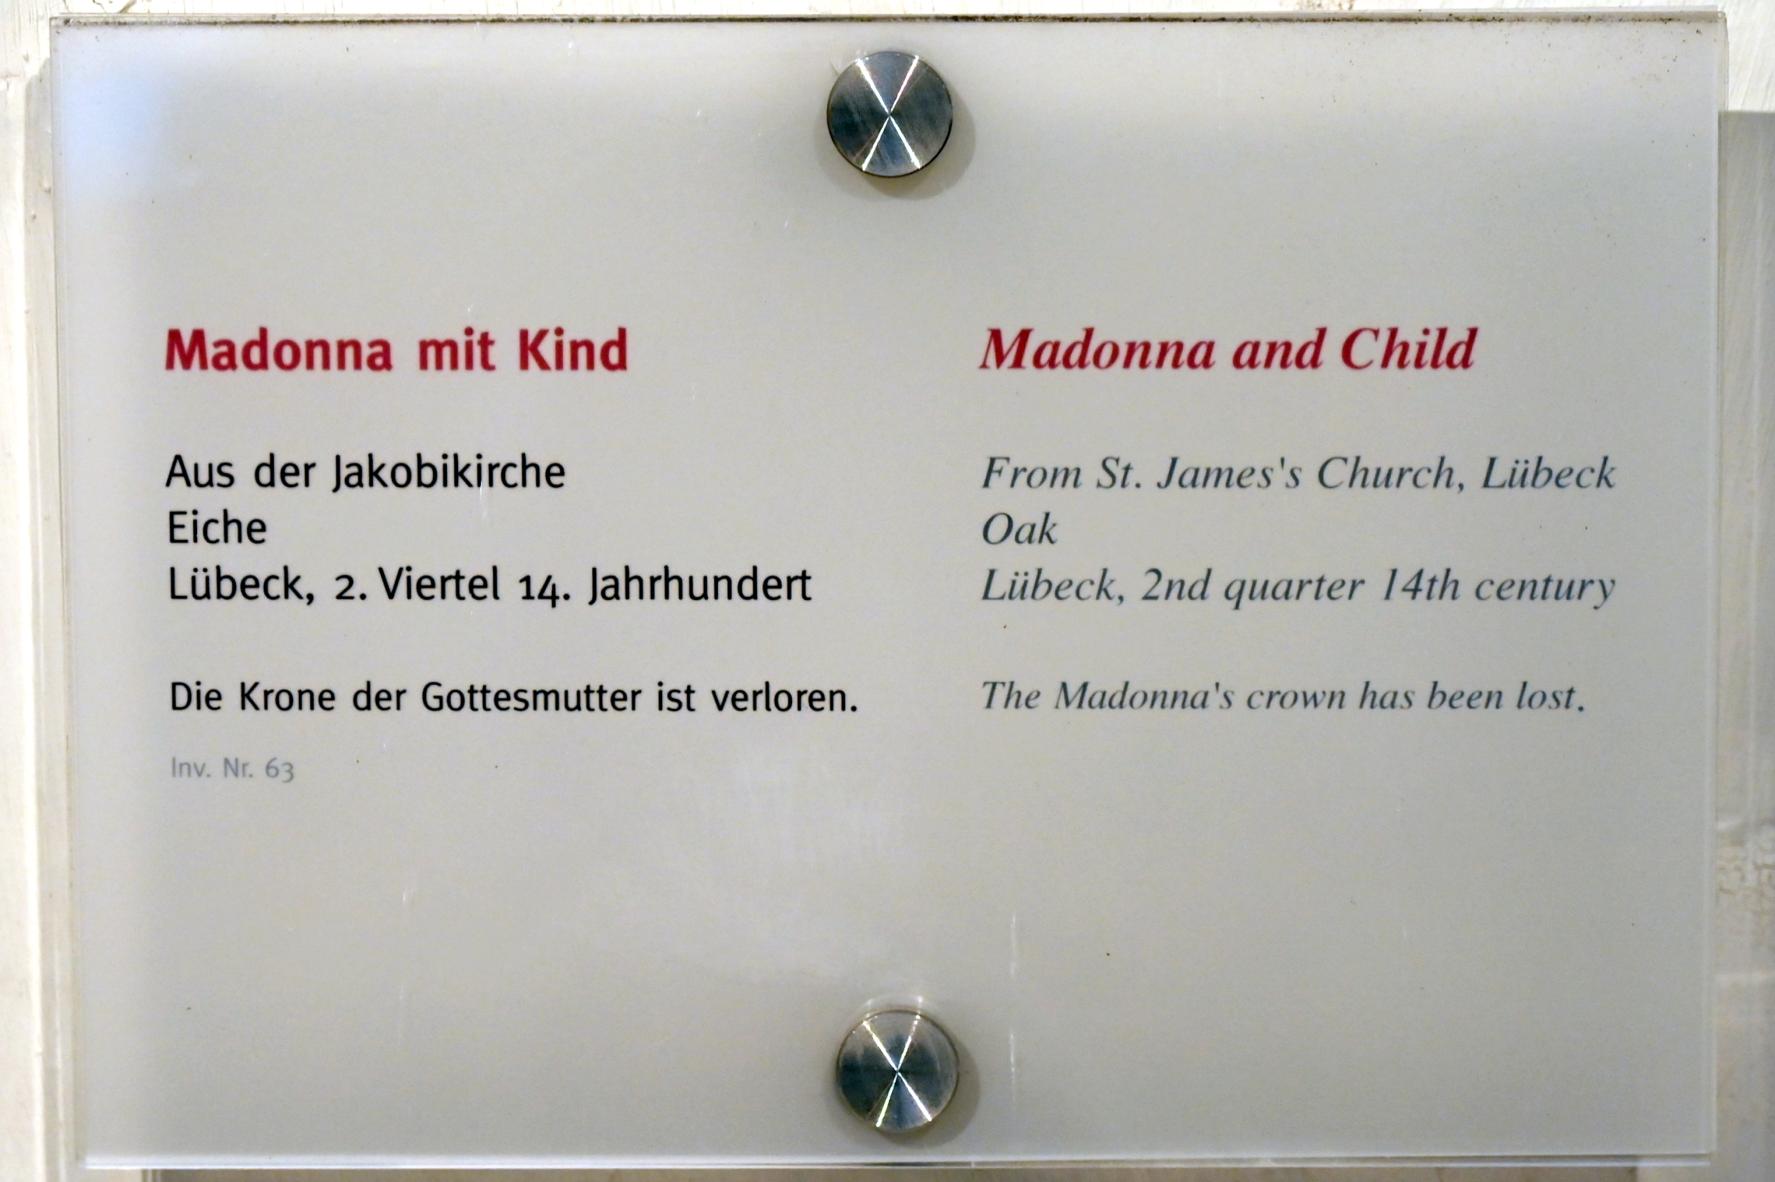 Madonna mit Kind
Aus der Jakobikirche
Eiche
Lübeck, 2. Viertel 14. Jahrhundert
Die Krone der Gottesmutter ist verloren.
Inv. Nr. 63
Madonna and Child
From St. James's Church, Lübeck
Oak
Lübeck, 2nd quarter 14th century
The Madonna's crown has been lost.